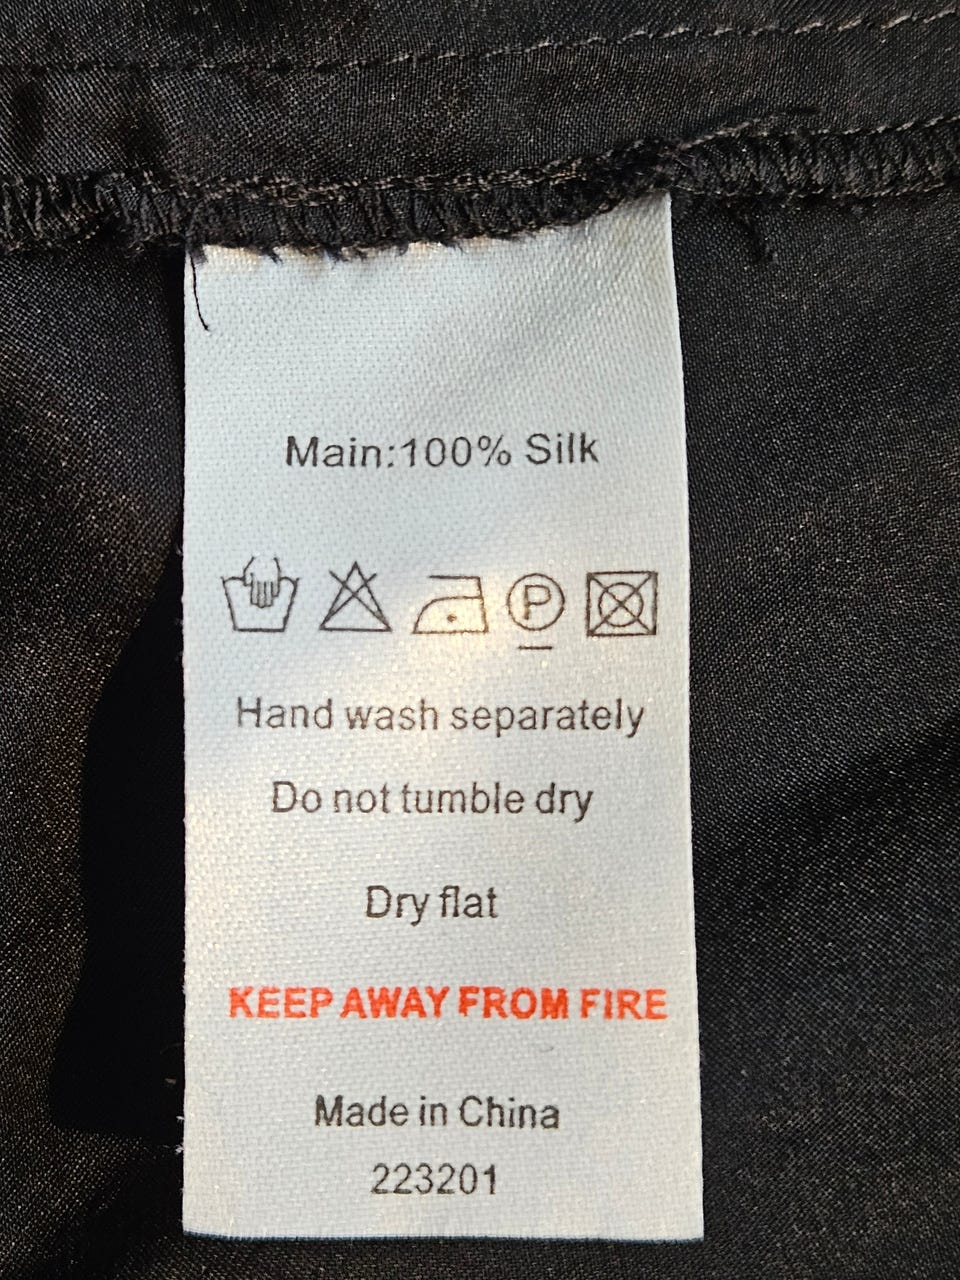 Main:100% Silk
P
Hand wash separately
Do not tumble dry
Dry flat
KEEP AWAY FROM FIRE
Made in China
223201